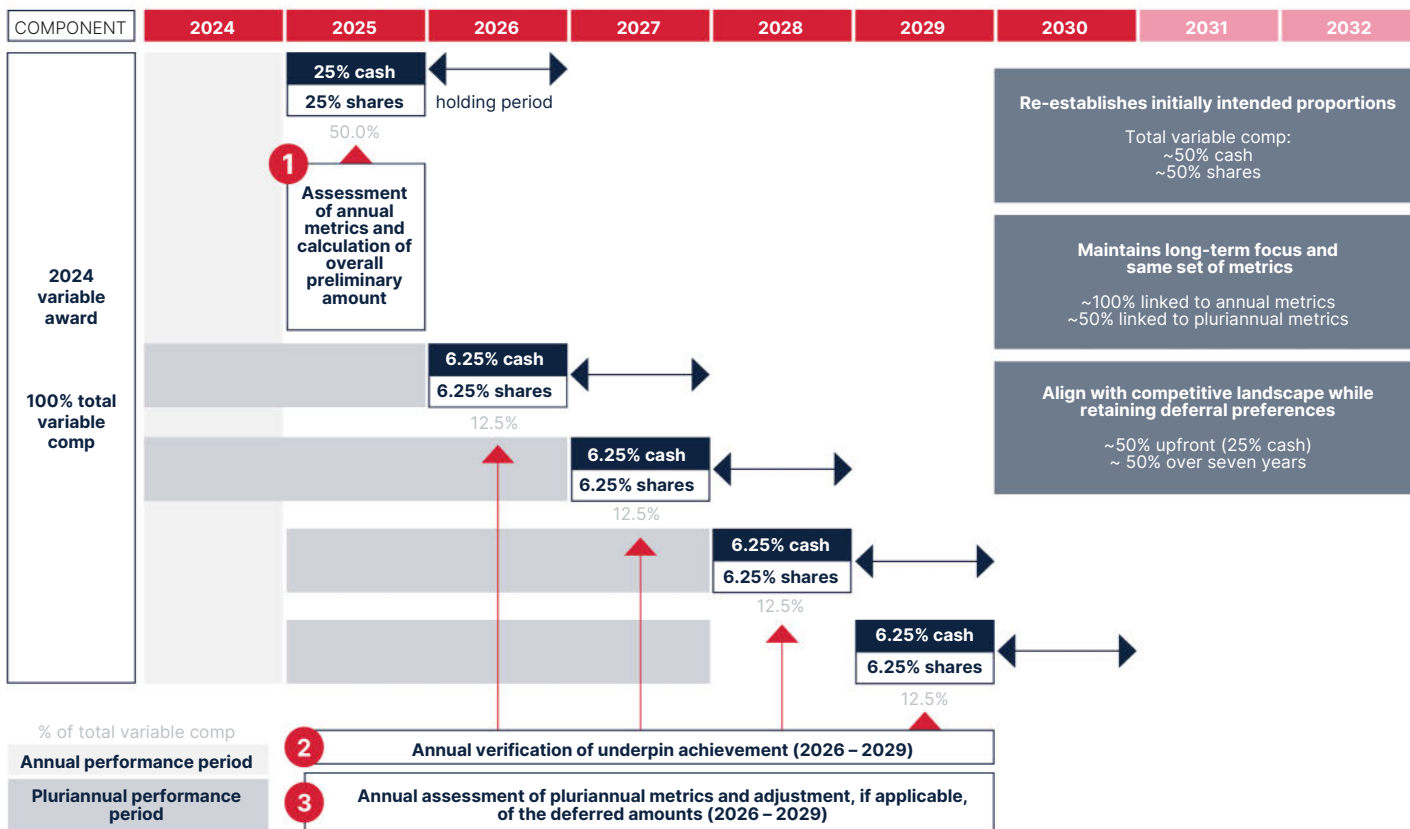 COMPONENT
2024
2025
2026
2027
2028
2029
2030
2031
2032
2024
variable
award
100% total
variable
comp
25% cash
25% shares
holding period
50.0%
1
Assessment
of annual
metrics and
calculation of
overall
preliminary
amount
6.25% cash
6.25% shares
12.5%
6.25% cash
6.25% shares
12.5%
6.25% cash
6.25% shares
12.5%
6.25% cash
6.25% shares
12.5%
Re-establishes initially intended proportions
Total variable comp:
~50% cash
~50% shares
Maintains long-term focus and
same set of metrics
~100% linked to annual metrics
~50% linked to pluriannual metrics
Align with competitive landscape while
retaining deferral preferences
~50% upfront (25% cash)
~ 50% over seven years
% of total variable comp
Annual performance period
Pluriannual performance
period
2
Annual verification of underpin achievement (2026 – 2029)
3
Annual assessment of pluriannual metrics and adjustment, if applicable,
of the deferred amounts (2026 – 2029)